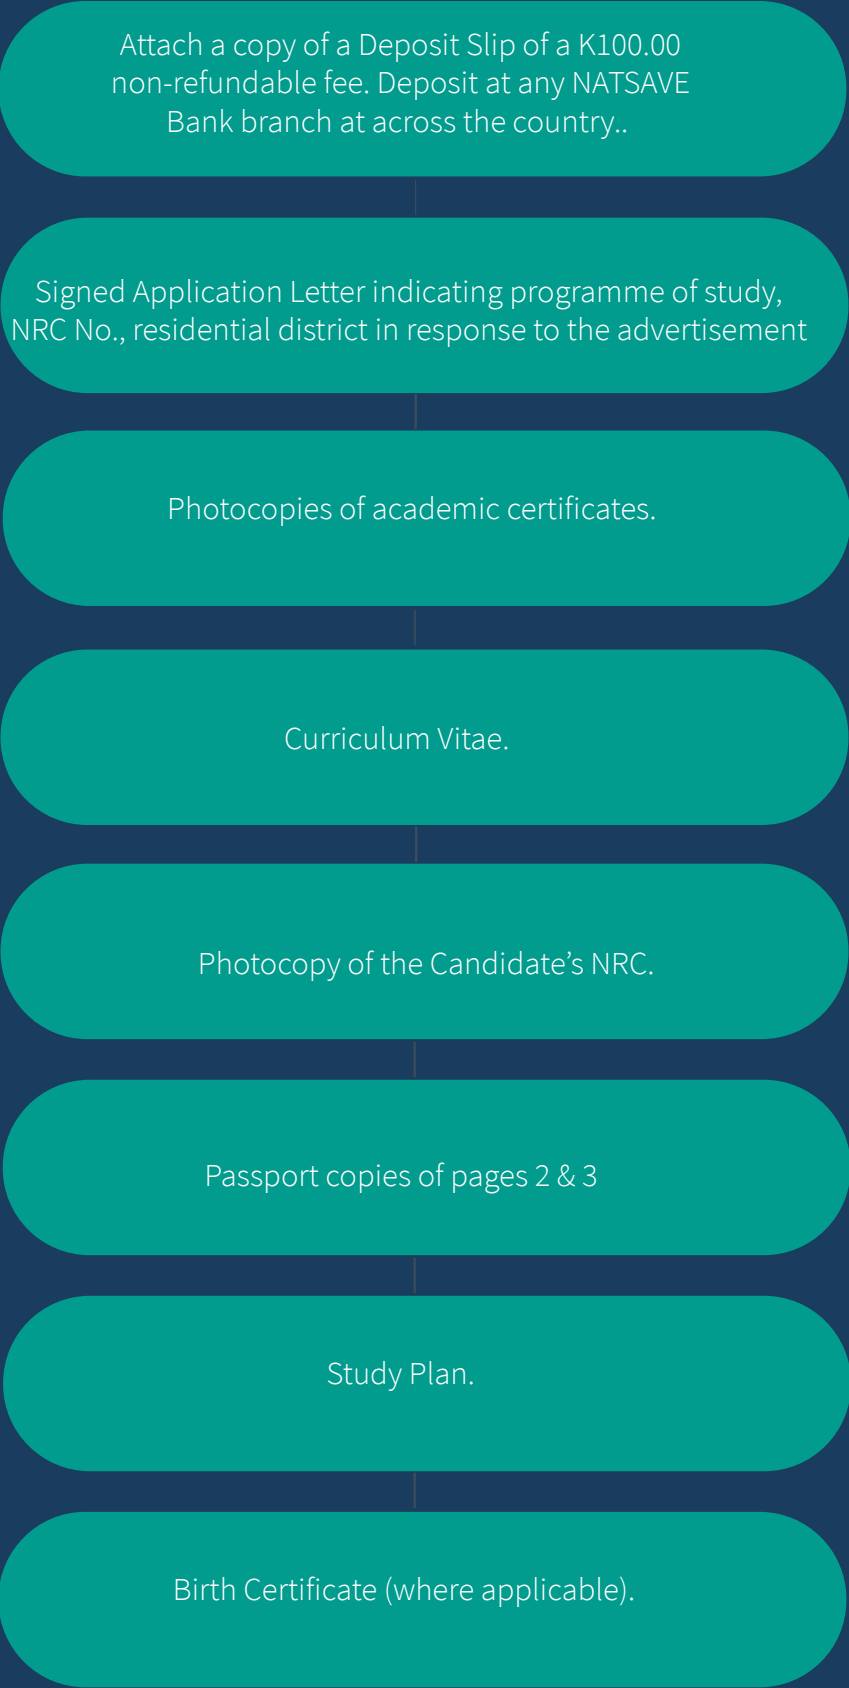 Attach a copy of a Deposit Slip of a K100.00
non-refundable fee. Deposit at any NATSAVE
Bank branch at across the country..
Signed Application Letter indicating programme of study,
NRC No., residential district in response to the advertisement
Photocopies of academic certificates.
Curriculum Vitae.
Photocopy of the Candidate’s NRC.
Passport copies of pages 2 & 3
Study Plan.
Birth Certificate (where applicable).